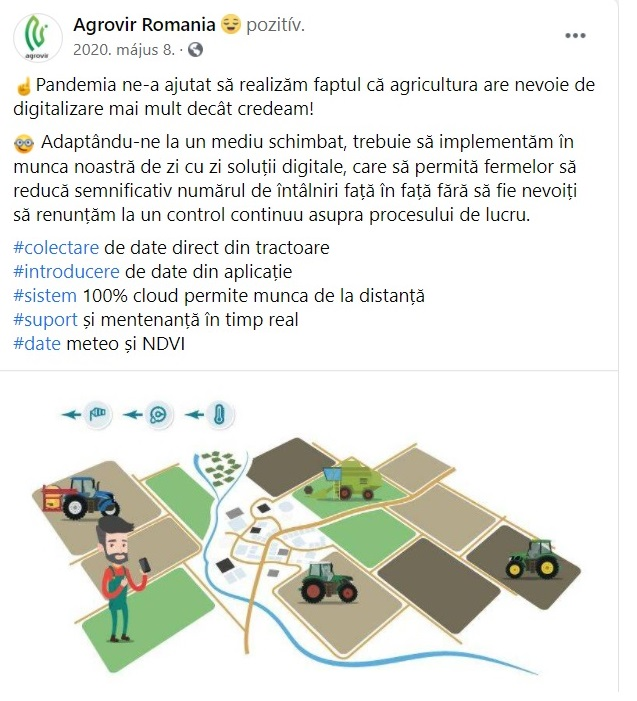 Agrovir Romania 😌 pozitív.
2020. május 8. ·
agrovir
☝Pandemia ne-a ajutat să realizăm faptul că agricultura are nevoie de
digitalizare mai mult decât credeam!
🥸 Adaptându-ne la un mediu schimbat, trebuie să implementăm în
munca noastră de zi cu zi soluții digitale, care să permită fermelor să
reducă semnificativ numărul de întâlniri față în față fără să fie nevoiți
să renunțăm la un control continuu asupra procesului de lucru.
#colectare de date direct din tractoare
#introducere de date din aplicație
#sistem 100% cloud permite munca de la distanță
#suport și mentenanță în timp real
#date meteo și NDVI